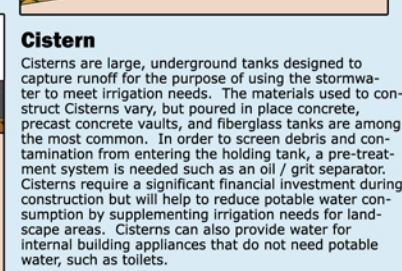 Cistern
Cisterns are large, underground tanks designed to
capture runoff for the purpose of using the stormwa-
ter to meet irrigation needs.  The materials used to con-
struct Cisterns vary, but poured in place concrete,
precast concrete vaults, and fiberglass tanks are among
the most common.  In order to screen debris and con-
tamination from entering the holding tank, a pre-treat-
ment system is needed such as an oil / grit separator.
Cisterns require a significant financial investment during
construction but will help to reduce potable water con-
sumption by supplementing irrigation needs for land-
scape areas.  Cisterns can also provide water for
internal building appliances that do not need potable
water, such as toilets.